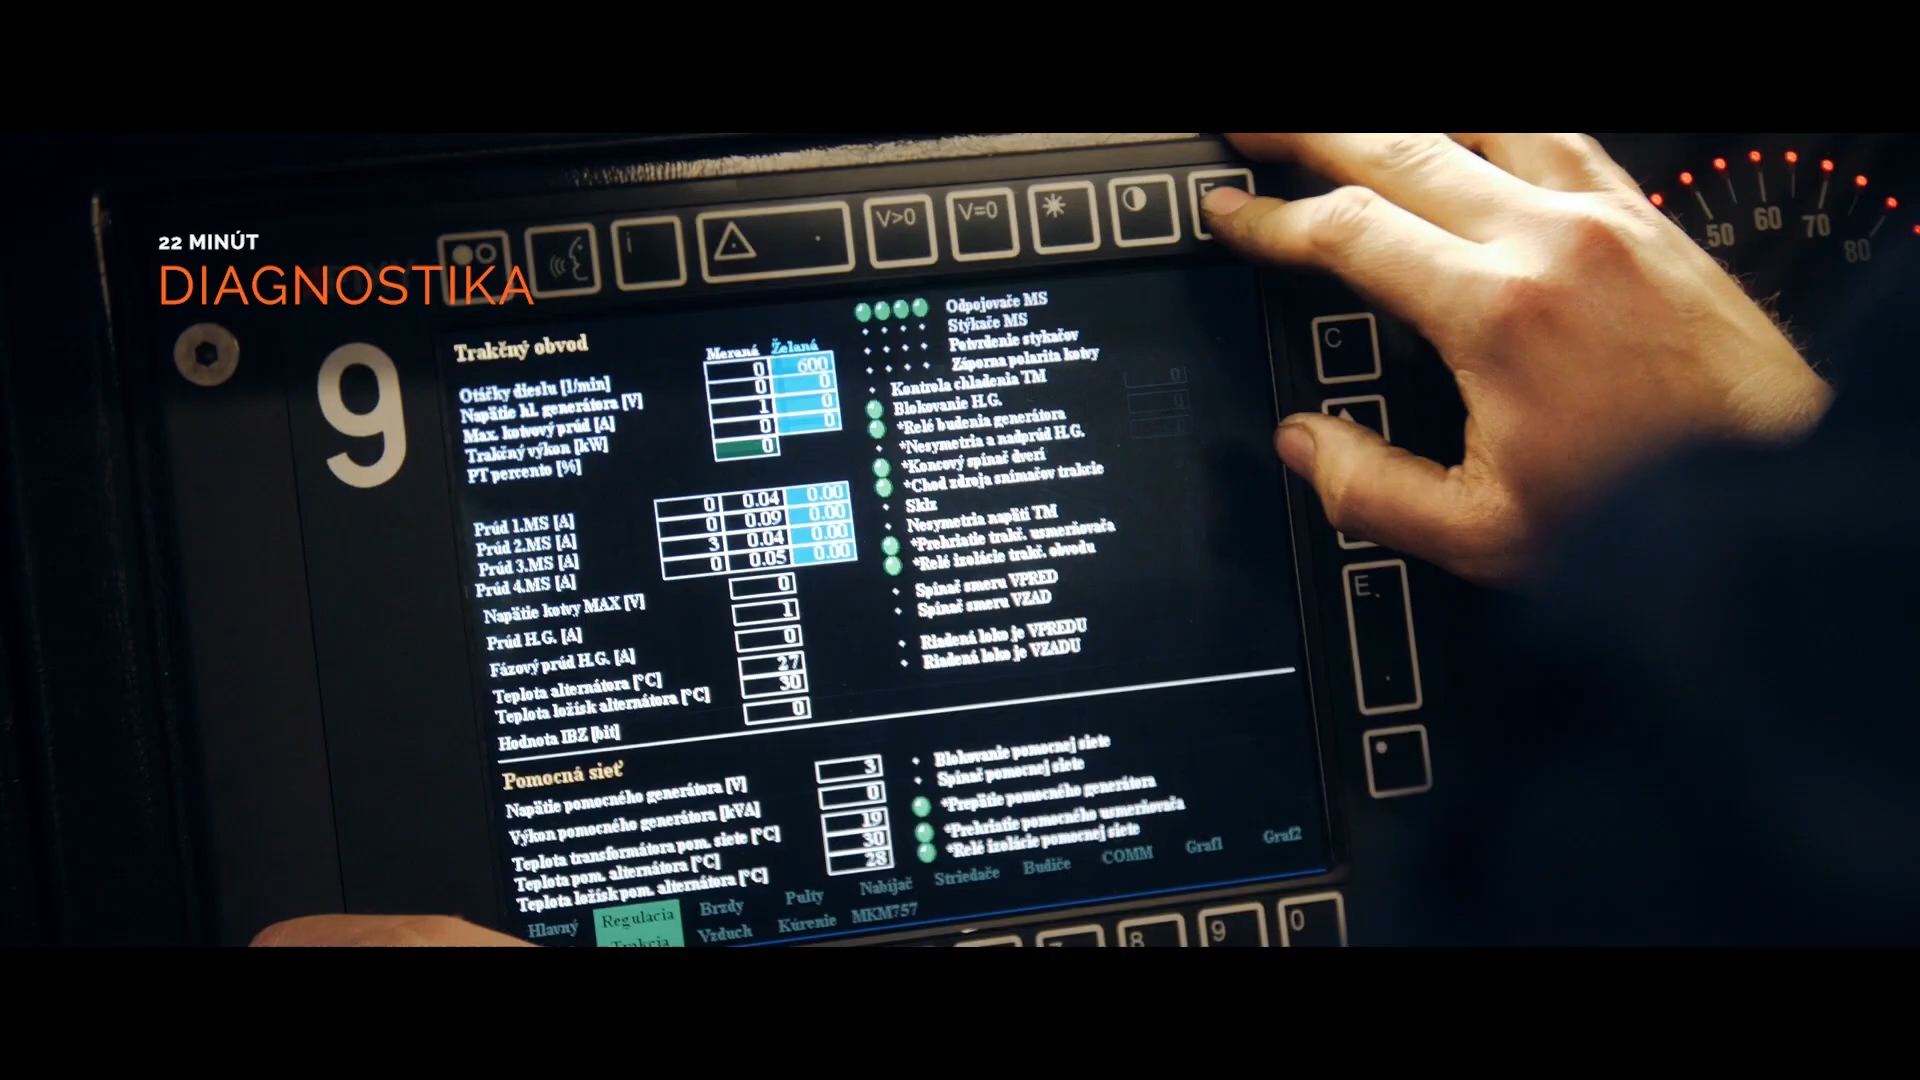 22 MINÚT
DIAGNOSTIKA
9
i
V>0
V=0
50
60
70
80
C
E
Trakčný obvod
Meraná Želaná
Otáčky dieslu [1/min] 0 600
Napätie hl. generátora [V] 0 0
Max. kotvový prúd [A] 1 0
Trakčný výkon [kW] 0 0
PT percento [%] 0
Prúd 1.MS [A] 0 0.04 0.00
Prúd 2.MS [A] 0 0.09 0.00
Prúd 3.MS [A] 3 0.04 0.00
Prúd 4.MS [A] 0 0.05 0.00
Napätie kotvy MAX [V] 0
Prúd H.G. [A] 1
Fázový prúd H.G. [A] 0
Teplota alternátora [°C] 27
Teplota ložísk alternátora [°C] 30
Hodnota IBZ [bit] 0
Odpojovače MS
Stýkače MS
Potvrdenie stykačov
Záporna polarita kotvy
Kontrola chladenia TM
Blokovanie H.G.
*Relé budenia generátora
*Nesymetria a nadprúd H.G.
*Koncový spínač dverí
*Chod zdroja snímačov trakcie
Sklz
Nesymetria napätí TM
*Prehriatie trakč. usmerňovača
*Relé izolácie trakč. obvodu
Spínač smeru VPRED
Spínač smeru VZAD
Riadená loko je VPREDU
Riadená loko je VZADU
Pomocná sieť
Napätie pomocného generátora [V] 3
Výkon pomocného generátora [kVA] 0
Teplota transformátora pom. siete [°C] 19
Teplota pom. alternátora [°C] 30
Teplota ložísk pom. alternátora [°C] 28
Blokovanie pomocnej siete
Spínač pomocnej siete
*Prepätie pomocného generátora
*Prehriatie pomocného usmerňovača
*Relé izolácie pomocnej siete
Hlavný Regulacia Brzdy Pulty Nabíjač Striedače Budiče COMM Graf1 Graf2
Trakcia Vzduch Kúrenie MKM757
7
8
9
0